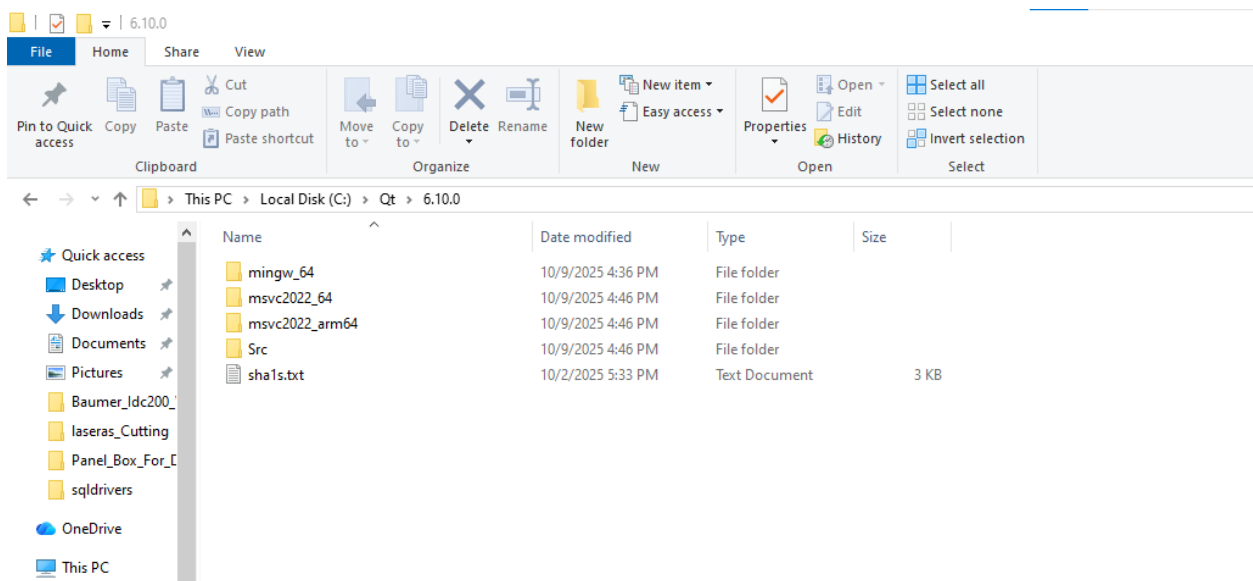 6.10.0
File Home Share View
Pin to Quick access
Copy
Paste
Cut
Copy path
Paste shortcut
Clipboard
Move to
Copy to
Delete
Rename
Organize
New folder
New item
Easy access
New
Properties
Open
Edit
History
Open
Select all
Select none
Invert selection
Select
This PC > Local Disk (C:) > Qt > 6.10.0
Quick access
Desktop
Downloads
Documents
Pictures
Baumer_ldc200_
laseras_Cutting
Panel_Box_For_D
sqldrivers
OneDrive
This PC
Name Date modified Type Size
mingw_64 10/9/2025 4:36 PM File folder
msvc2022_64 10/9/2025 4:46 PM File folder
msvc2022_arm64 10/9/2025 4:46 PM File folder
Src 10/9/2025 4:46 PM File folder
sha1s.txt 10/2/2025 5:33 PM Text Document 3 KB